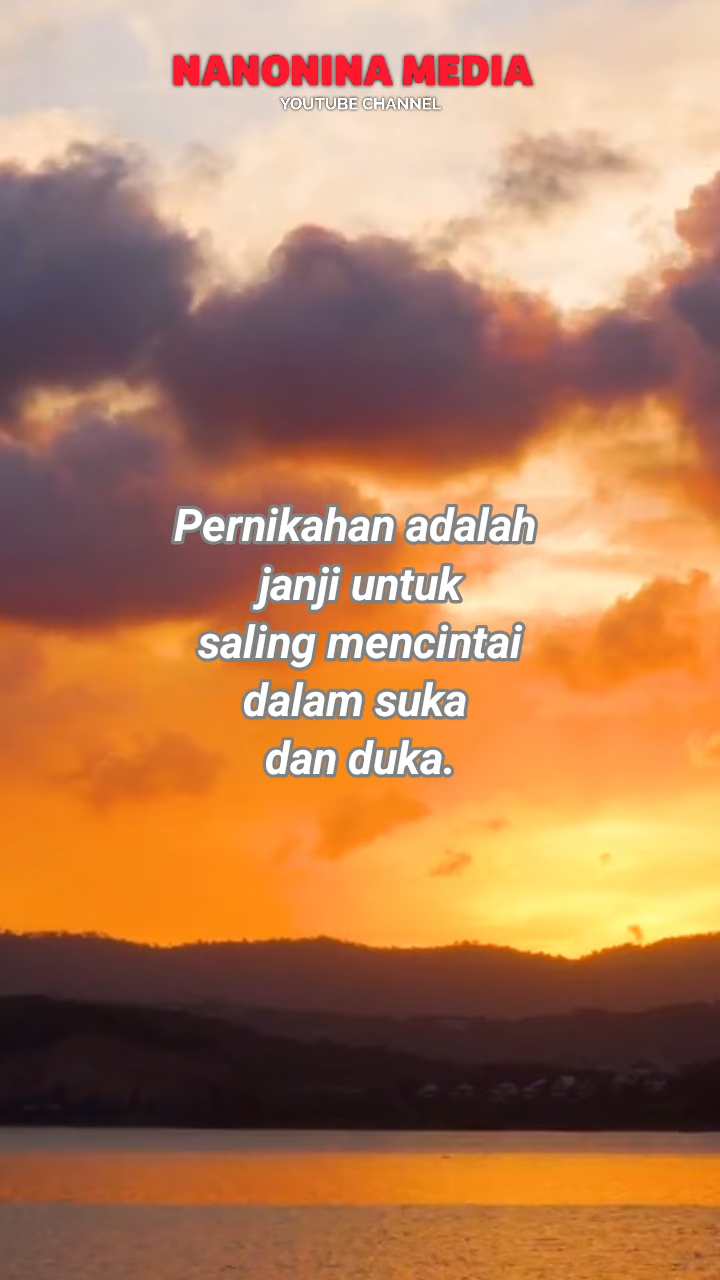 NANONINA MEDIA
YOUTUBE CHANNEL
Pernikahan adalah
janji untuk
saling mencintai
dalam suka
dan duka.